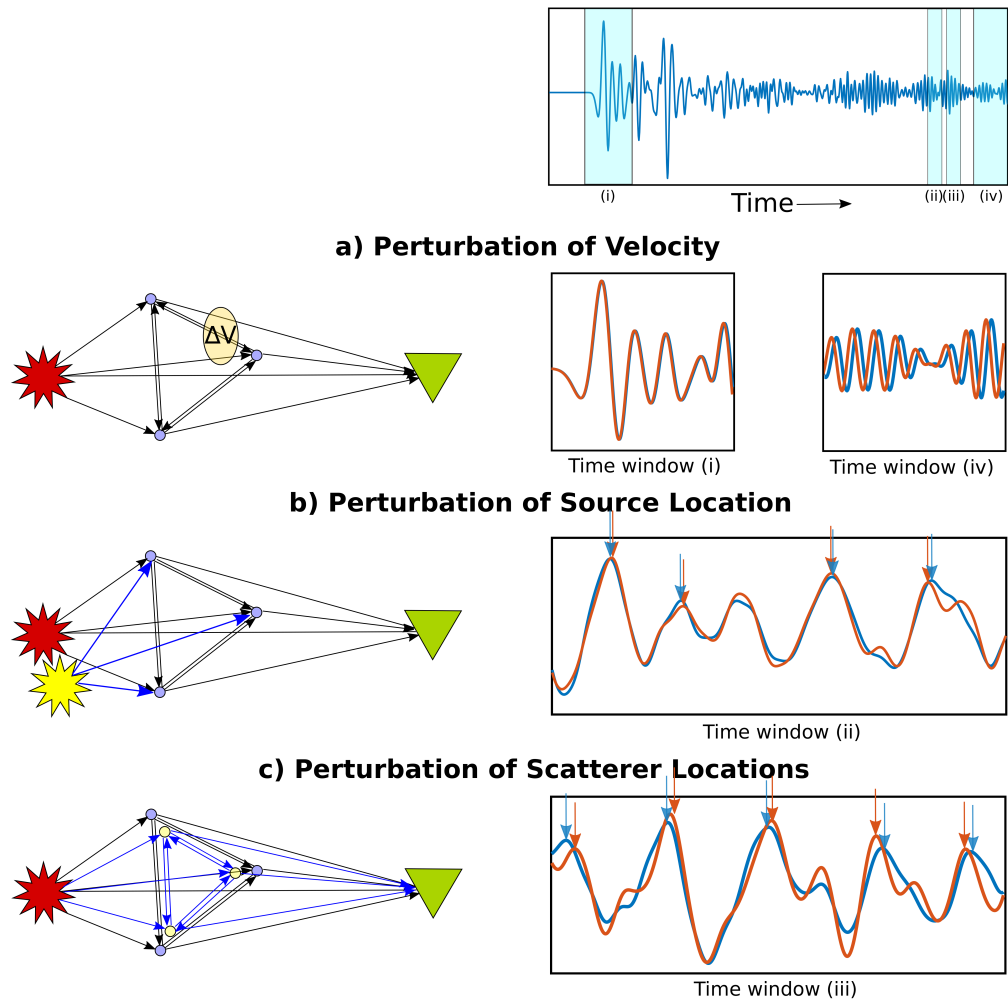 (i)
(ii)
(iii)
(iv)
Time
a) Perturbation of Velocity
ΔV
Time window (i)
Time window (iv)
b) Perturbation of Source Location
Time window (ii)
c) Perturbation of Scatterer Locations
Time window (iii)